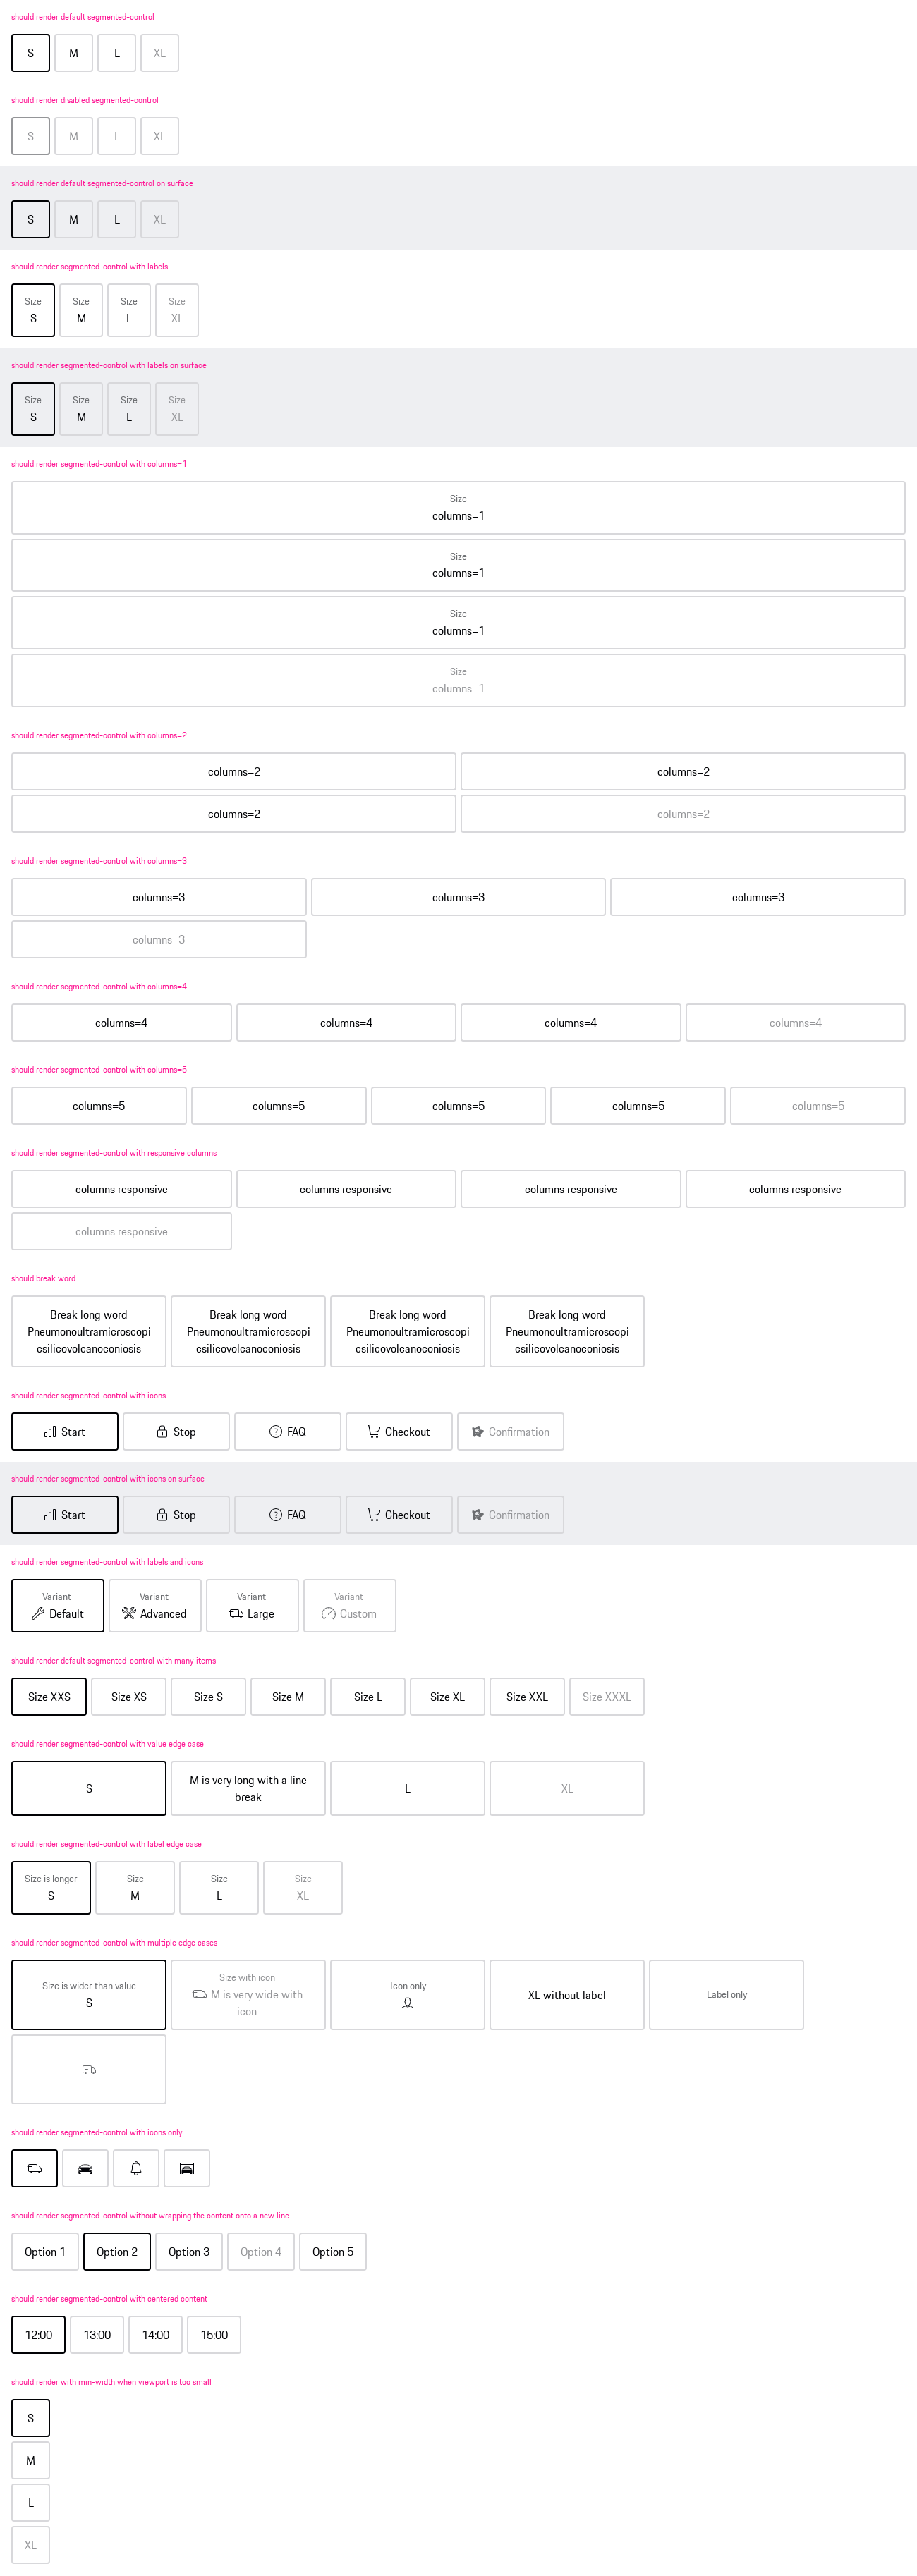 should render default segmented-control
S M L XL
should render disabled segmented-control
S M L XL
should render default segmented-control on surface
S M L XL
should render segmented-control with labels
Size Size Size Size
S M L XL
should render segmented-control with labels on surface
Size Size Size Size
S M L XL
should render segmented-control with columns=1
Size
columns=1
Size
columns=1
Size
columns=1
Size
columns=1
should render segmented-control with columns=2
columns=2 columns=2
columns=2 columns=2
should render segmented-control with columns=3
columns=3 columns=3 columns=3
columns=3
should render segmented-control with columns=4
columns=4 columns=4 columns=4 columns=4
should render segmented-control with columns=5
columns=5 columns=5 columns=5 columns=5 columns=5
should render segmented-control with responsive columns
columns responsive columns responsive columns responsive columns responsive
columns responsive
should break word
Break long word Break long word Break long word Break long word
Pneumonoultramicroscopi Pneumonoultramicroscopi Pneumonoultramicroscopi Pneumonoultramicroscopi
csilicovolcanoconiosis csilicovolcanoconiosis csilicovolcanoconiosis csilicovolcanoconiosis
should render segmented-control with icons
Start Stop FAQ Checkout Confirmation
should render segmented-control with icons on surface
Start Stop FAQ Checkout Confirmation
should render segmented-control with labels and icons
Variant Variant Variant Variant
Default Advanced Large Custom
should render default segmented-control with many items
Size XXS Size XS Size S Size M Size L Size XL Size XXL Size XXXL
should render segmented-control with value edge case
S M is very long with a line L XL
break
should render segmented-control with label edge case
Size is longer Size Size Size
S M L XL
should render segmented-control with multiple edge cases
Size is wider than value Size with icon Icon only XL without label Label only
S M is very wide with
icon
should render segmented-control with icons only
should render segmented-control without wrapping the content onto a new line
Option 1 Option 2 Option 3 Option 4 Option 5
should render segmented-control with centered content
12:00 13:00 14:00 15:00
should render with min-width when viewport is too small
S
M
L
XL